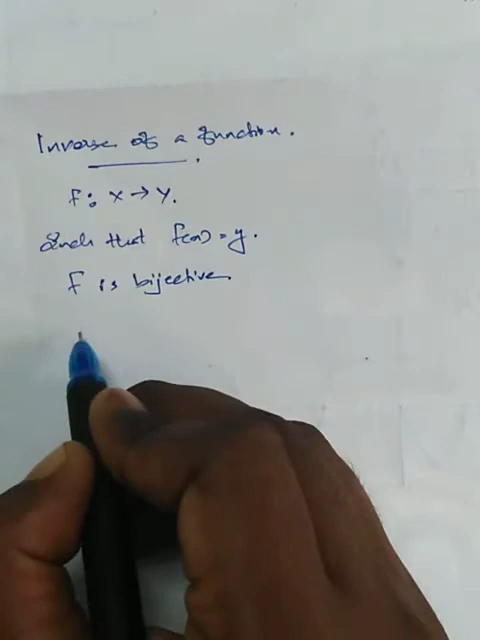 Inverse of a function.
f: X → Y.
Such that f(x) = y.
f is bijective.